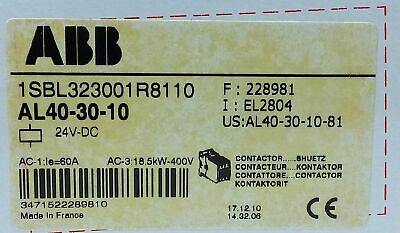 ABB
1SBL323001R8110
AL40-30-10
24V-DC
F : 228981
I : EL2804
US:AL40-30-10-81
AC-1;Ie=60A AC-3:18.5kW-400V
CONTACTOR.....SHUETZ
CONTACTEUR....KONTAKTOR
CONTATTORE....CONTACTOR
KONTAKTORIT
3471522289810
Made In France
17.12.10
14.32.06
CE